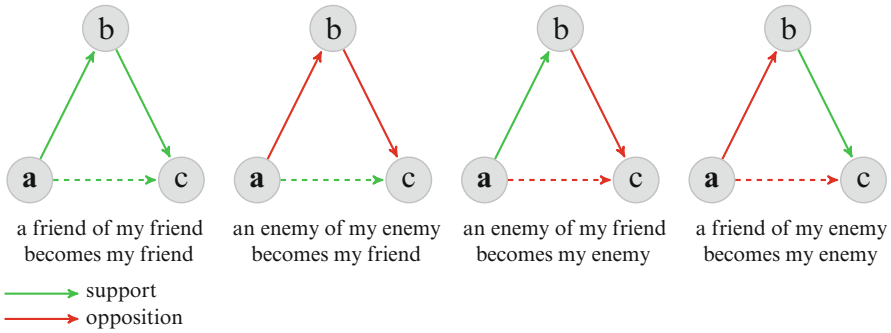 b
b
b
b
a
c
a
c
a
c
a
c
a friend of my friend
becomes my friend
an enemy of my enemy
becomes my friend
an enemy of my friend
becomes my enemy
a friend of my enemy
becomes my enemy
support
opposition